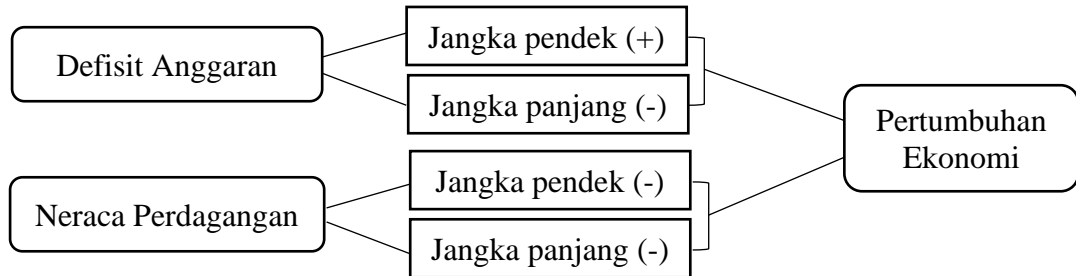 Defisit Anggaran
Jangka pendek (+)
Jangka panjang (-)
Neraca Perdagangan
Jangka pendek (-)
Jangka panjang (-)
Pertumbuhan
Ekonomi